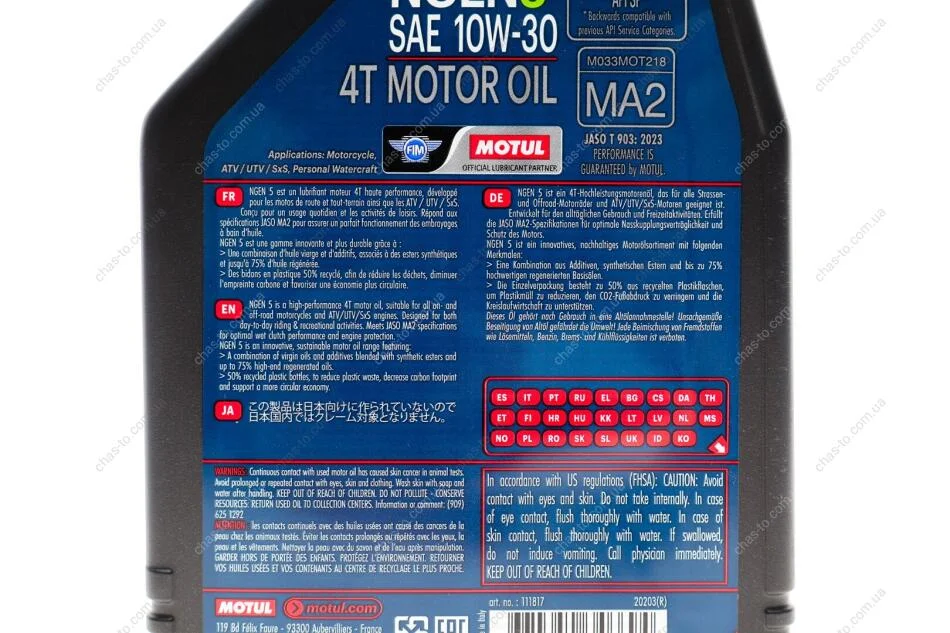 NGEN 5
SAE 10W-30
4T MOTOR OIL
API SP
* Backwards compatible with
previous API Service Categories.
M033MOT218
MA2
JASO T 903: 2023
PERFORMANCE IS
GUARANTEED by MOTUL.
FIM
MOTUL
OFFICIAL LUBRICANT PARTNER
Applications: Motorcycle,
ATV / UTV / SxS, Personal Watercraft
FR
NGEN 5 est un lubrifiant moteur 4T haute performance, développé
pour les motos de route et tout-terrain ainsi que les ATV / UTV / SxS.
Conçu pour un usage quotidien et les activités de loisirs. Répond aux
spécifications JASO MA2 pour assurer un parfait fonctionnement des embrayages
à bain d'huile.
NGEN 5 est une gamme innovante et plus durable grâce à :
> Une combinaison d'huile vierge et d'additifs, associés à des esters synthétiques
et jusqu'à 75% d'huile régénérée.
> Des bidons en plastique 50% recyclé, afin de réduire les déchets, diminuer
l'empreinte carbone et favoriser une économie plus circulaire.
EN
NGEN 5 is a high-performance 4T motor oil, suitable for all on- and
off-road motorcycles and ATV/UTV/SxS engines. Designed for both
day-to-day riding & recreational activities. Meets JASO MA2 specifications
for optimal wet clutch performance and engine protection.
NGEN 5 is an innovative, sustainable motor oil range featuring:
> A combination of virgin oils and additives blended with synthetic esters and
up to 75% high-end regenerated oils.
> 50% recycled plastic bottles, to reduce plastic waste, decrease carbon footprint
and support a more circular economy.
JA
この製品は日本向けに作られていないので
日本国内ではクレーム対象となりません。
DE
NGEN 5 ist ein 4T-Hochleistungsmotorenöl, das für alle Strassen-
und Offroad-Motorräder und ATV/UTV/SxS-Motoren geeignet ist.
Entwickelt für den alltäglichen Gebrauch und Freizeitaktivitäten. Erfüllt
die JASO MA2-Spezifikationen für optimale Nasskupplungsverträglichkeit und
Schutz des Motors.
NGEN 5 ist ein innovatives, nachhaltiges Motorölsortiment mit folgenden
Merkmalen:
> Eine Kombination aus Additiven, synthetischen Estern und bis zu 75%
hochwertigen regenerierten Basisölen.
> Die Einzelverpackung besteht zu 50% aus recycelten Plastikflaschen,
um Plastikmüll zu reduzieren, den CO2-Fußabdruck zu verringern und die
Kreislaufwirtschaft zu unterstützen.
Dieses Öl gehört nach Gebrauch in eine Altölannahmestelle! Unsachgemäße
Beseitigung von Altöl gefährdet die Umwelt! Jede Beimischung von Fremdstoffen
wie Lösemitteln, Benzin, Brems- und Kühlflüssigkeiten ist verboten.
ES IT PT RU EL BG CS DA TH
ET FI HR HU KK LT LV NL MS
NO PL RO SK SL UK ID KO
WARNINGS: Continuous contact with used motor oil has caused skin cancer in animal tests.
Avoid prolonged or repeated contact with eyes, skin and clothing. Wash skin with soap and
water after handling. KEEP OUT OF REACH OF CHILDREN. DO NOT POLLUTE - CONSERVE
RESOURCES: RETURN USED OIL TO COLLECTION CENTERS. Information or comment: (909)
625 1292
ATTENTION : les contacts continuels avec des huiles usées ont causé des cancers de la
peau chez les animaux testés. Éviter les contacts prolongés ou répétés avec les yeux, la
peau et les vêtements. Nettoyer la peau avec du savon et de l'eau après manipulation.
GARDER HORS DE PORTÉE DES ENFANTS. PROTÉGEZ L'ENVIRONNEMENT. RETOURNER
VOS HUILES USÉES ET VOS CONTENANTS AU CENTRE DE RECYCLAGE LE PLUS PROCHE.
In accordance with US regulations (FHSA): CAUTION: Avoid
contact with eyes and skin. Do not take internally. In case
of eye contact, flush thoroughly with water. In case of
skin contact, flush thoroughly with water. If swallowed,
do not induce vomiting. Call physician immediately.
KEEP OUT OF REACH OF CHILDREN.
MOTUL
motul.com
119 Bd Félix Faure - 93300 Aubervilliers - France
EAC
art. no. : 111817
20203(R)
chas-to.com.ua